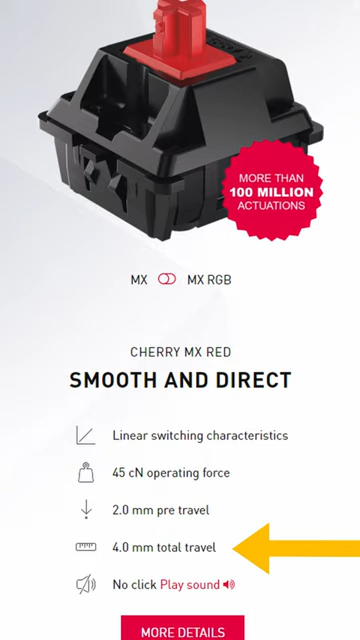 MORE THAN
100 MILLION
ACTUATIONS
MX MX RGB
CHERRY MX RED
SMOOTH AND DIRECT
Linear switching characteristics
45 cN operating force
2.0 mm pre travel
4.0 mm total travel
No click Play sound
MORE DETAILS